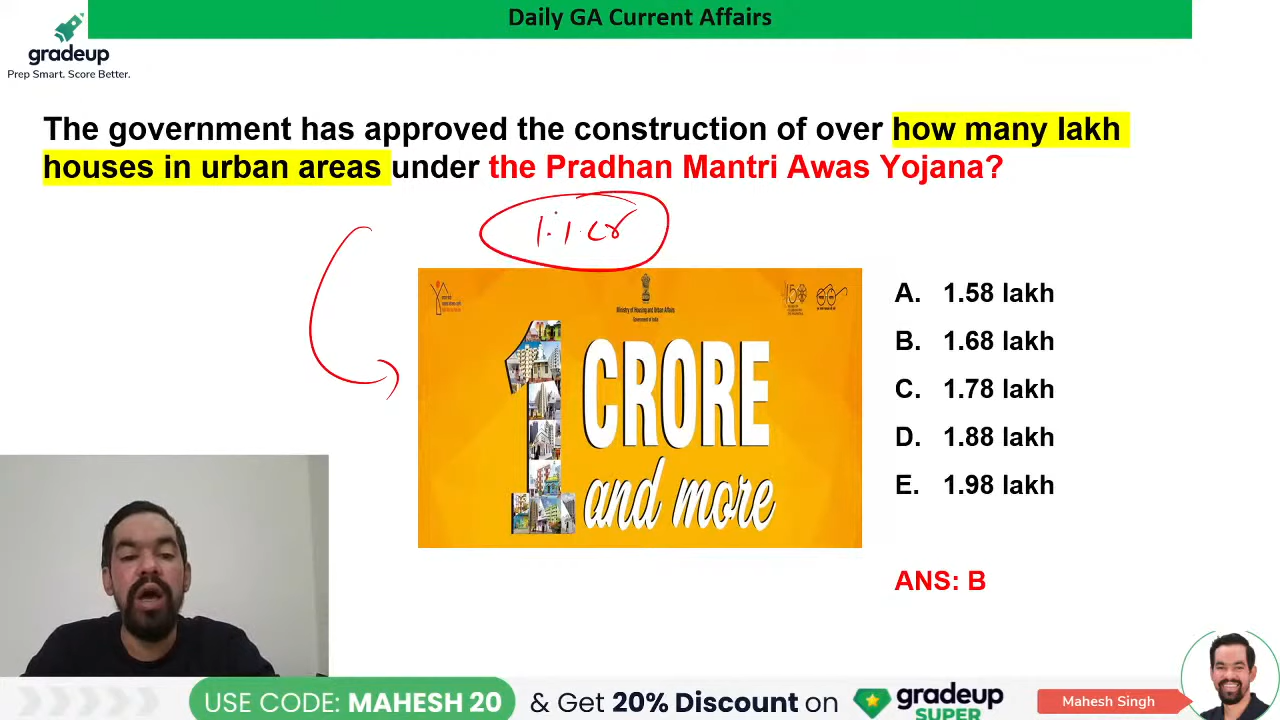 Daily GA Current Affairs
gradeup
Prep Smart. Score Better.
The government has approved the construction of over how many lakh
houses in urban areas under the Pradhan Mantri Awas Yojana?
1.1 cr
Ministry of Housing and Urban Affairs
Government of India
150
1 CRORE
and more
A. 1.58 lakh
B. 1.68 lakh
C. 1.78 lakh
D. 1.88 lakh
E. 1.98 lakh
ANS: B
USE CODE: MAHESH 20 & Get 20% Discount on gradeup
SUPER
Mahesh Singh